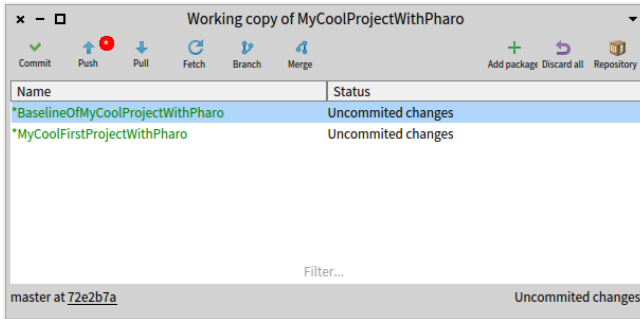 Working copy of MyCoolProjectWithPharo
Commit Push Pull Fetch Branch Merge Add package Discard all Repository
Name Status
*BaselineOfMyCoolProjectWithPharo Uncommited changes
*MyCoolFirstProjectWithPharo Uncommited changes
Filter...
master at 72e2b7a Uncommited changes